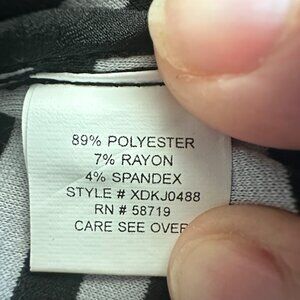 89% POLYESTER
7% RAYON
4% SPANDEX
STYLE # XDKJ0488
RN # 58719
CARE SEE OVER